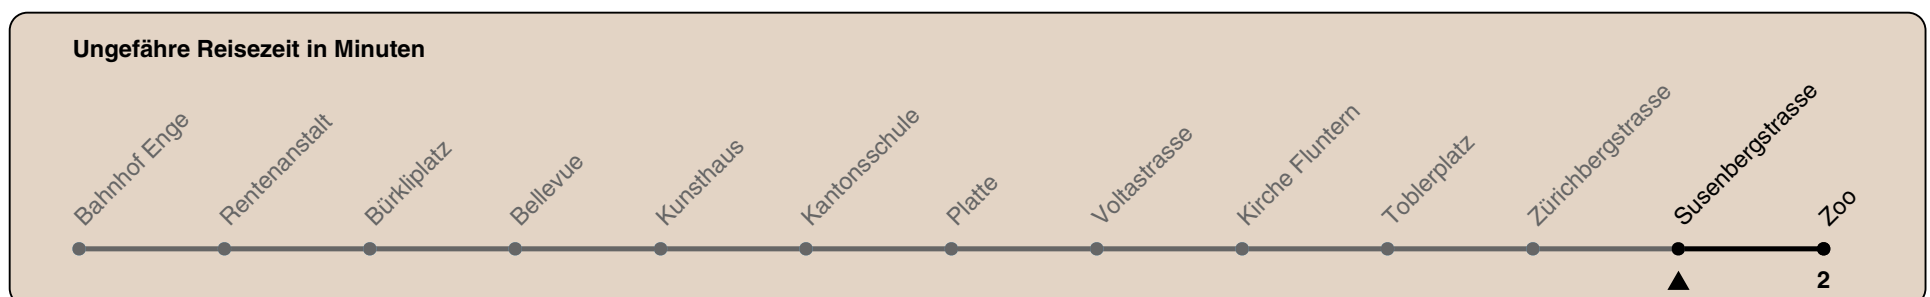 Ungefähre Reisezeit in Minuten
Bahnhof Enge
Rentenanstalt
Bürkliplatz
Bellevue
Kunsthaus
Kantonsschule
Platte
Voltastrasse
Kirche Fluntern
Toblerplatz
Zürichbergstrasse
Susenbergstrasse
Zoo
2